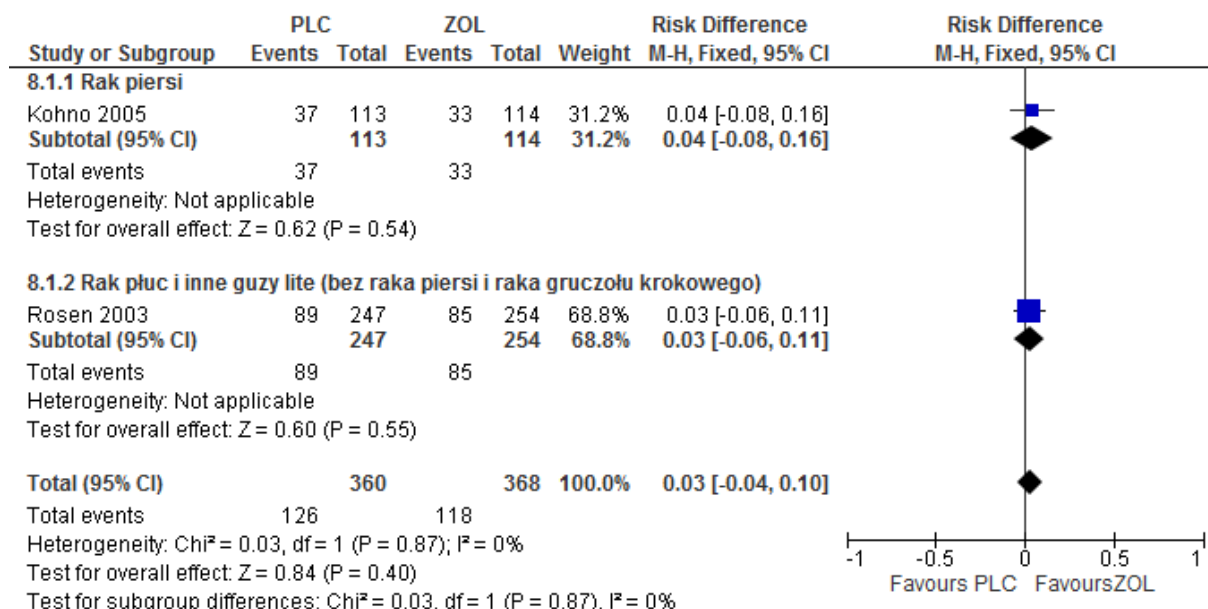 PLC ZOL Risk Difference Risk Difference
Study or Subgroup Events Total Events Total Weight M-H, Fixed, 95% CI M-H, Fixed, 95% CI
8.1.1 Rak piersi
Kohno 2005 37 113 33 114 31.2% 0.04 [-0.08, 0.16]
Subtotal (95% CI) 113 114 31.2% 0.04 [-0.08, 0.16]
Total events 37 33
Heterogeneity: Not applicable
Test for overall effect: Z = 0.62 (P = 0.54)
8.1.2 Rak płuc i inne guzy lite (bez raka piersi i raka gruczołu krokowego)
Rosen 2003 89 247 85 254 68.8% 0.03 [-0.06, 0.11]
Subtotal (95% CI) 247 254 68.8% 0.03 [-0.06, 0.11]
Total events 89 85
Heterogeneity: Not applicable
Test for overall effect: Z = 0.60 (P = 0.55)
Total (95% CI) 360 368 100.0% 0.03 [-0.04, 0.10]
Total events 126 118
Heterogeneity: Chi² = 0.03, df = 1 (P = 0.87); I² = 0%
Test for overall effect: Z = 0.84 (P = 0.40)
Test for subgroup differences: Chi² = 0.03, df = 1 (P = 0.87), I² = 0%
-1 -0.5 0 0.5 1
Favours PLC FavoursZOL